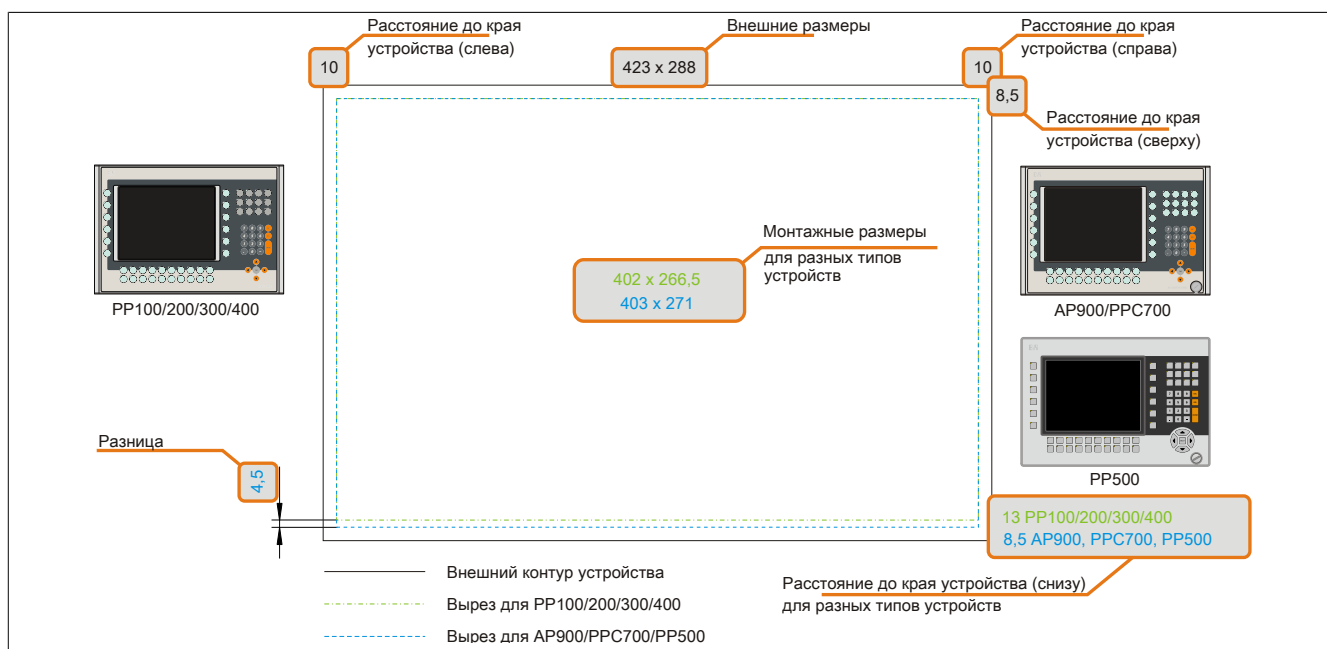 Расстояние до края
устройства (слева)
Внешние размеры
Расстояние до края
устройства (справа)
10
423 x 288
10
8,5
Расстояние до края
устройства (сверху)
Монтажные размеры
для разных типов
устройств
402 x 266,5
403 x 271
PP100/200/300/400
AP900/PPC700
Разница
4,5
PP500
13 PP100/200/300/400
8,5 AP900, PPC700, PP500
Внешний контур устройства
Расстояние до края устройства (снизу)
для разных типов устройств
Вырез для PP100/200/300/400
Вырез для AP900/PPC700/PP500